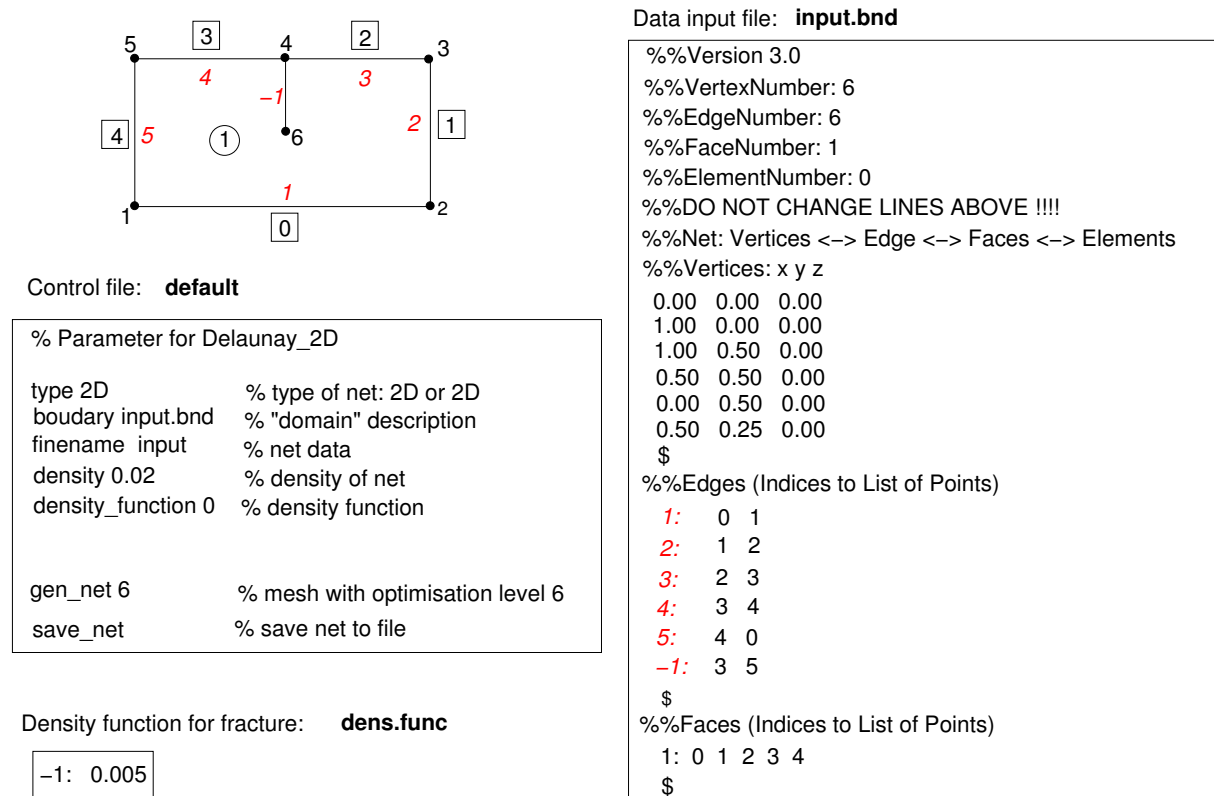 5 3 4 2 3
4 3
−1
4 5 1 6 2 1
1
1 2
0
Control file: default
% Parameter for Delaunay_2D
type 2D % type of net: 2D or 2D
boudary input.bnd % "domain" description
finename input % net data
density 0.02 % density of net
density_function 0 % density function
gen_net 6 % mesh with optimisation level 6
save_net % save net to file
Density function for fracture: dens.func
−1: 0.005
Data input file: input.bnd
%%Version 3.0
%%VertexNumber: 6
%%EdgeNumber: 6
%%FaceNumber: 1
%%ElementNumber: 0
%%DO NOT CHANGE LINES ABOVE !!!!
%%Net: Vertices <−> Edge <−> Faces <−> Elements
%%Vertices: x y z
0.00 0.00 0.00
1.00 0.00 0.00
1.00 0.50 0.00
0.50 0.50 0.00
0.00 0.50 0.00
0.50 0.25 0.00
$
%%Edges (Indices to List of Points)
1: 0 1
2: 1 2
3: 2 3
4: 3 4
5: 4 0
−1: 3 5
$
%%Faces (Indices to List of Points)
1: 0 1 2 3 4
$